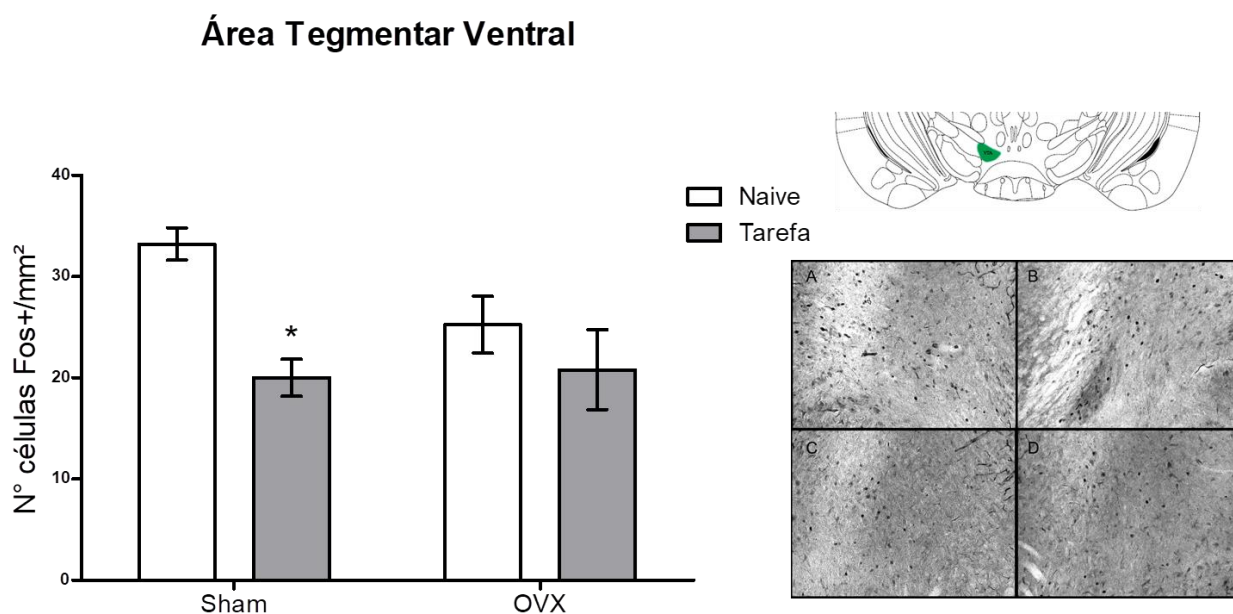 Área Tegmentar Ventral
N° células Fos+/mm²
40
30
20
10
0
*
Sham
OVX
Naive
Tarefa
A
B
C
D